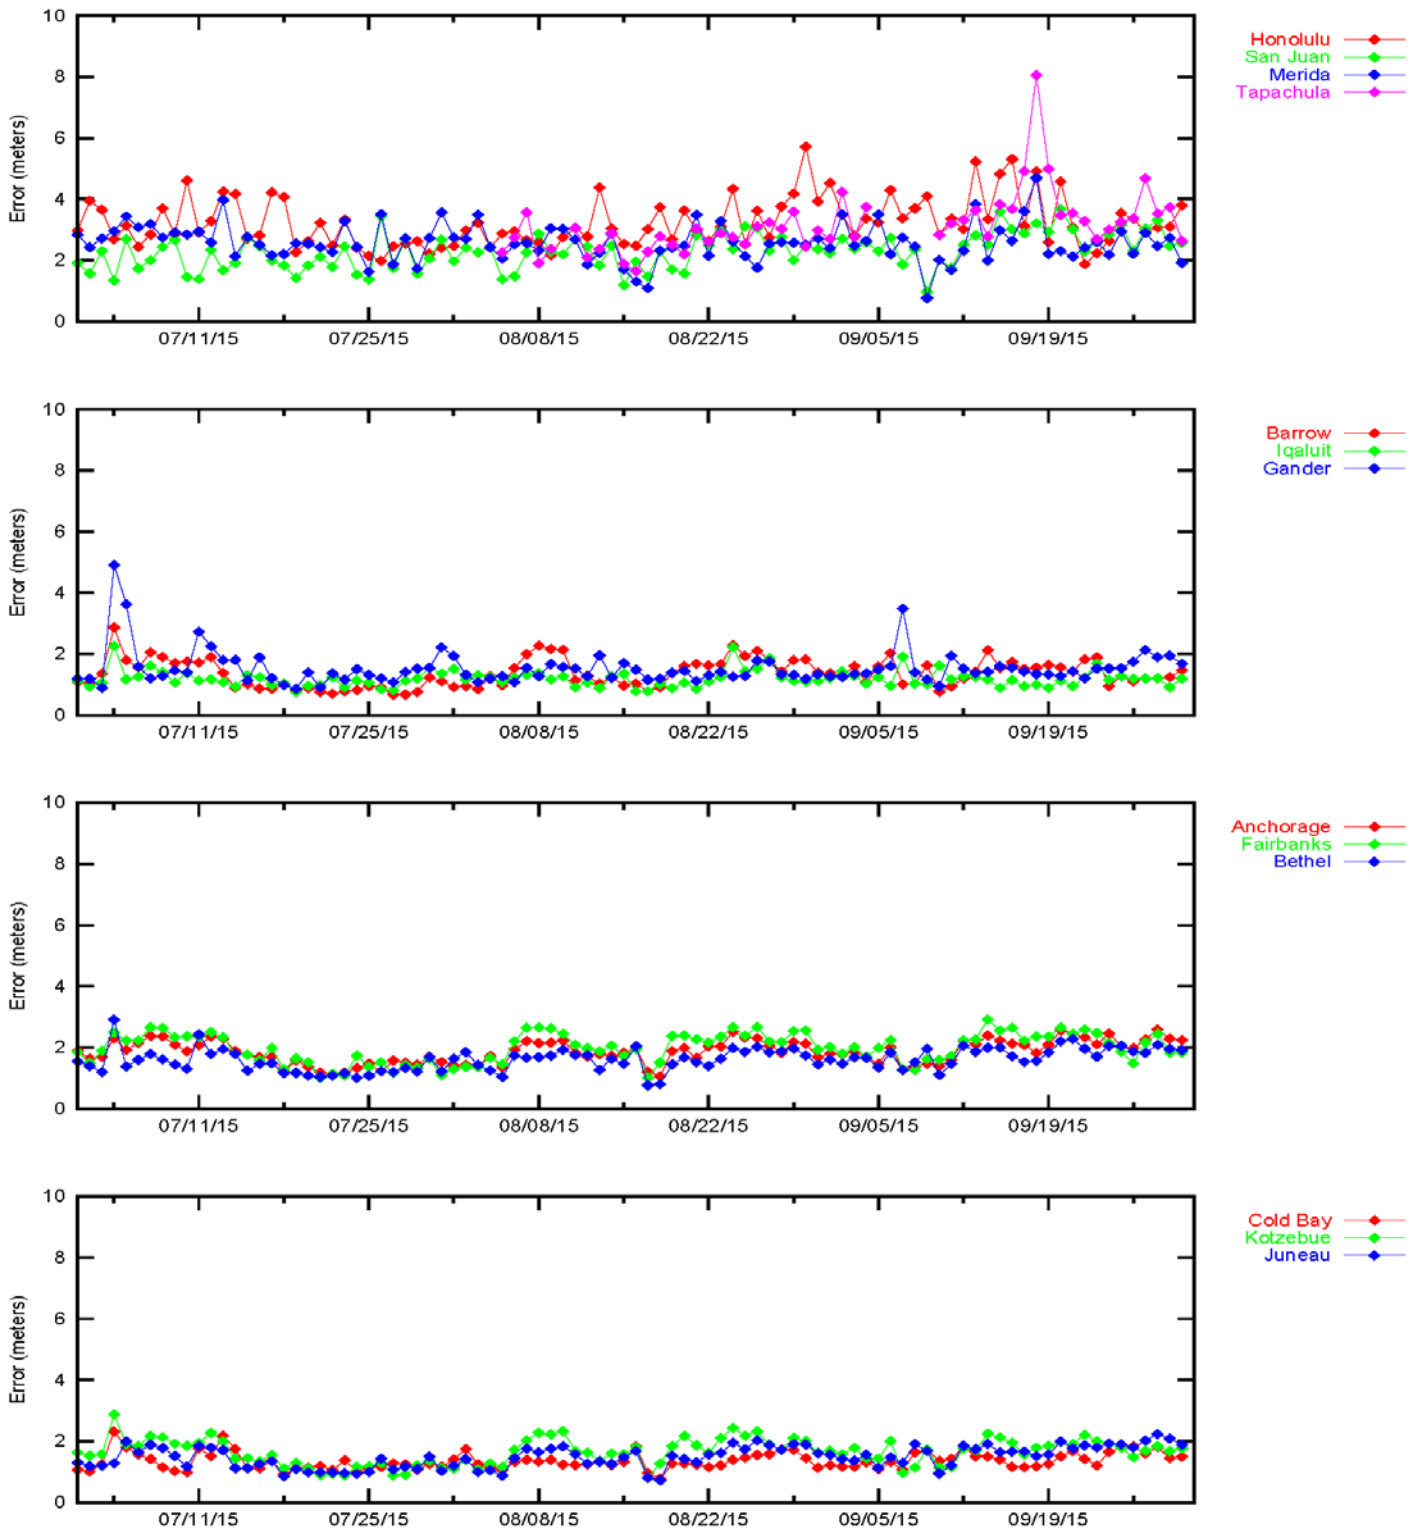 Error (meters)
10
8
6
4
2
0
07/11/15 07/25/15 08/08/15 08/22/15 09/05/15 09/19/15
Honolulu
San Juan
Merida
Tapachula
Error (meters)
10
8
6
4
2
0
07/11/15 07/25/15 08/08/15 08/22/15 09/05/15 09/19/15
Barrow
Iqaluit
Gander
Error (meters)
10
8
6
4
2
0
07/11/15 07/25/15 08/08/15 08/22/15 09/05/15 09/19/15
Anchorage
Fairbanks
Bethel
Error (meters)
10
8
6
4
2
0
07/11/15 07/25/15 08/08/15 08/22/15 09/05/15 09/19/15
Cold Bay
Kotzebue
Juneau